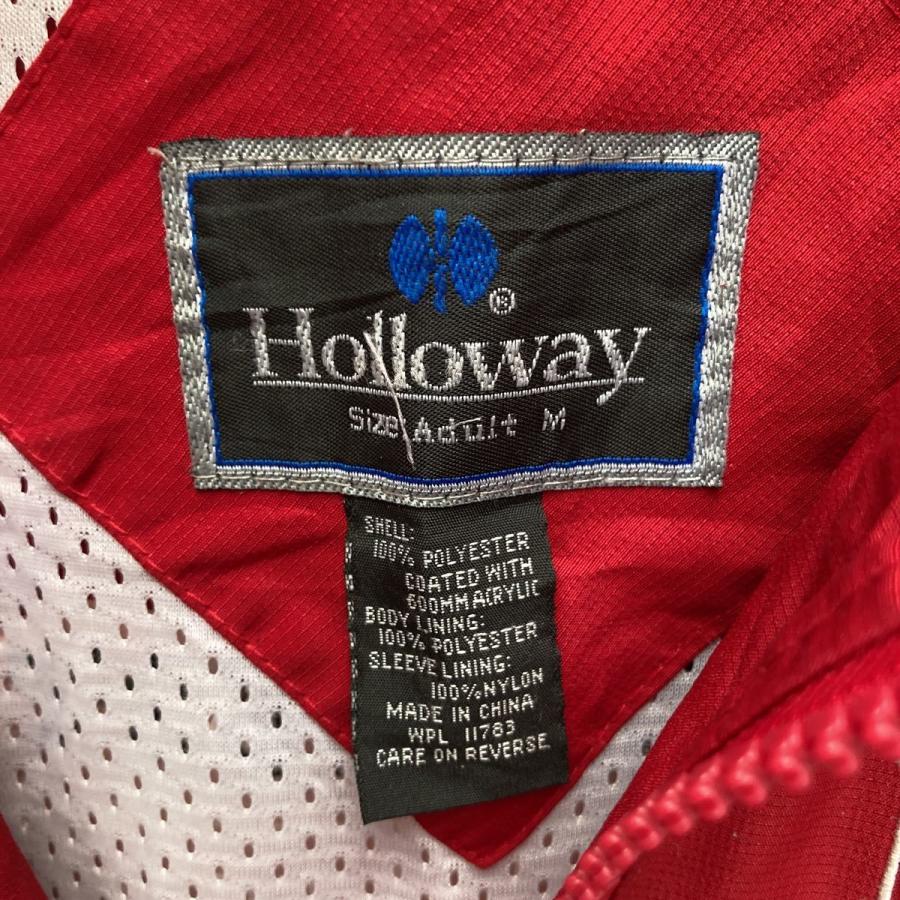 ®
Holloway
Size Adult M
SHELL:
100% POLYESTER
COATED WITH
600MM ACRYLIC
BODY LINING:
100% POLYESTER
SLEEVE LINING:
100% NYLON
MADE IN CHINA
WPL 11783
CARE ON REVERSE